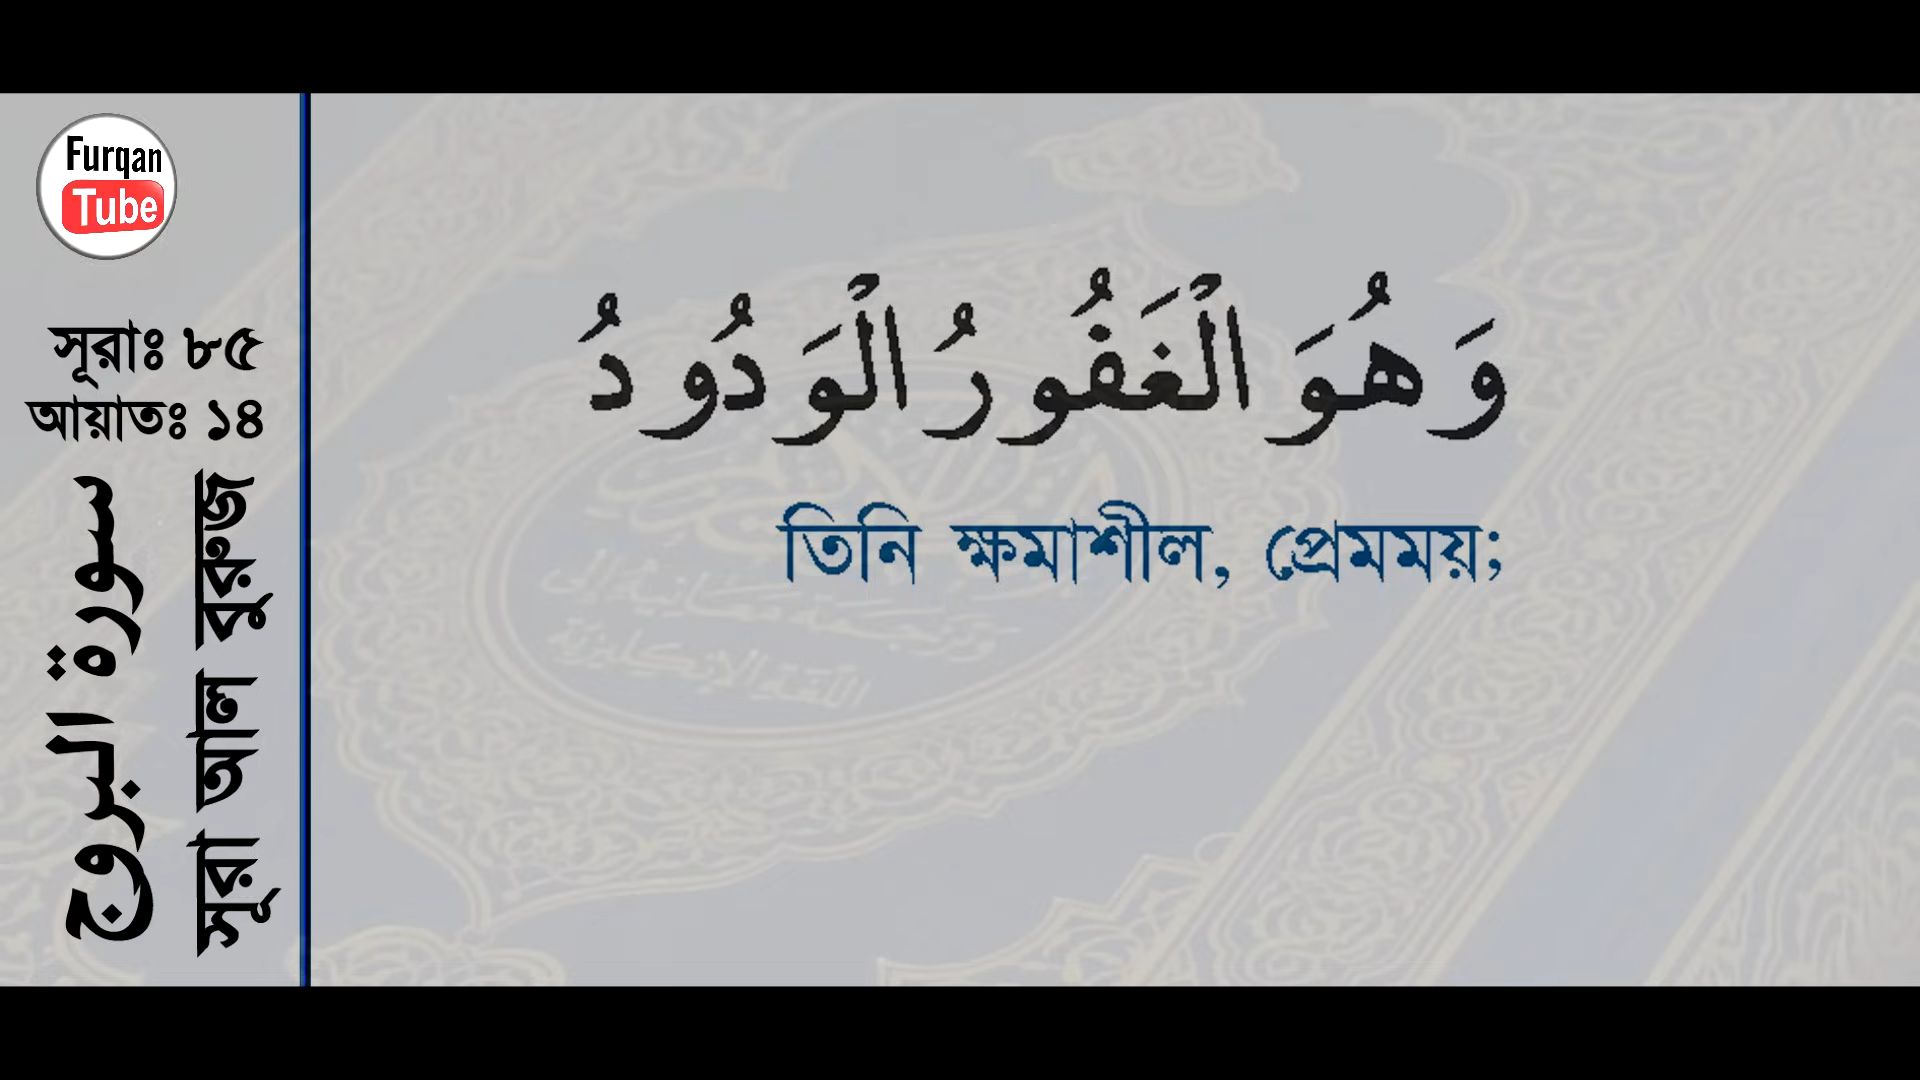 Furqan
Tube
সূরাঃ ৮৫
আয়াতঃ ১৪
سورة البروج
সূরা আল বুরুজ
وَهُوَ الْغَفُورُ الْوَدُودُ
তিনি ক্ষমাশীল, প্রেমময়;